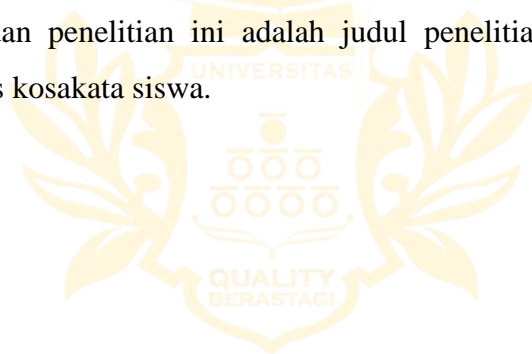 an penelitian ini adalah judul penelitia
UNIVERSITAS
s kosakata siswa.
QUALITY
BERASTAGI